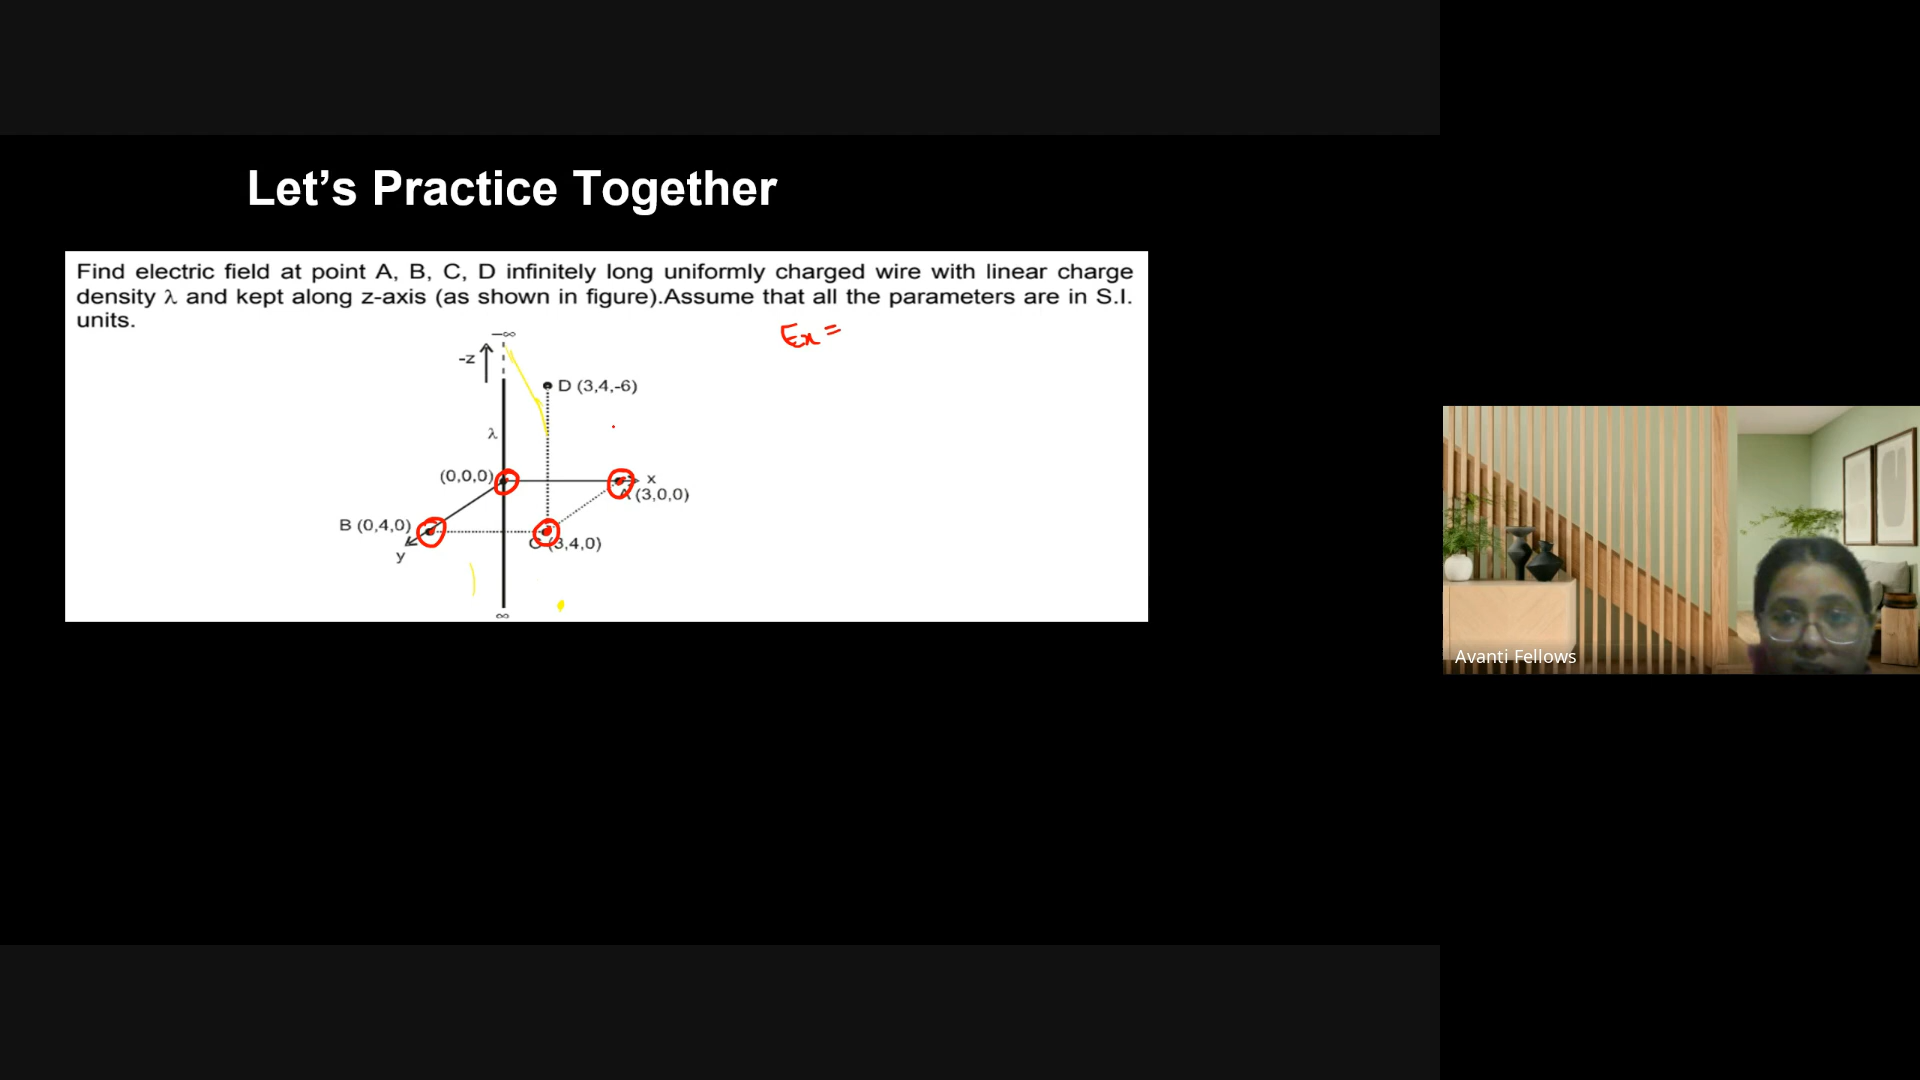 Let's Practice Together
Find electric field at point A, B, C, D infinitely long uniformly charged wire with linear charge
density λ and kept along z-axis (as shown in figure).Assume that all the parameters are in S.I.
units.
Ex =
-∞
-z
D (3,4,-6)
λ
(0,0,0)
x
A (3,0,0)
B (0,4,0)
y
C (3,4,0)
∞
Avanti Fellows